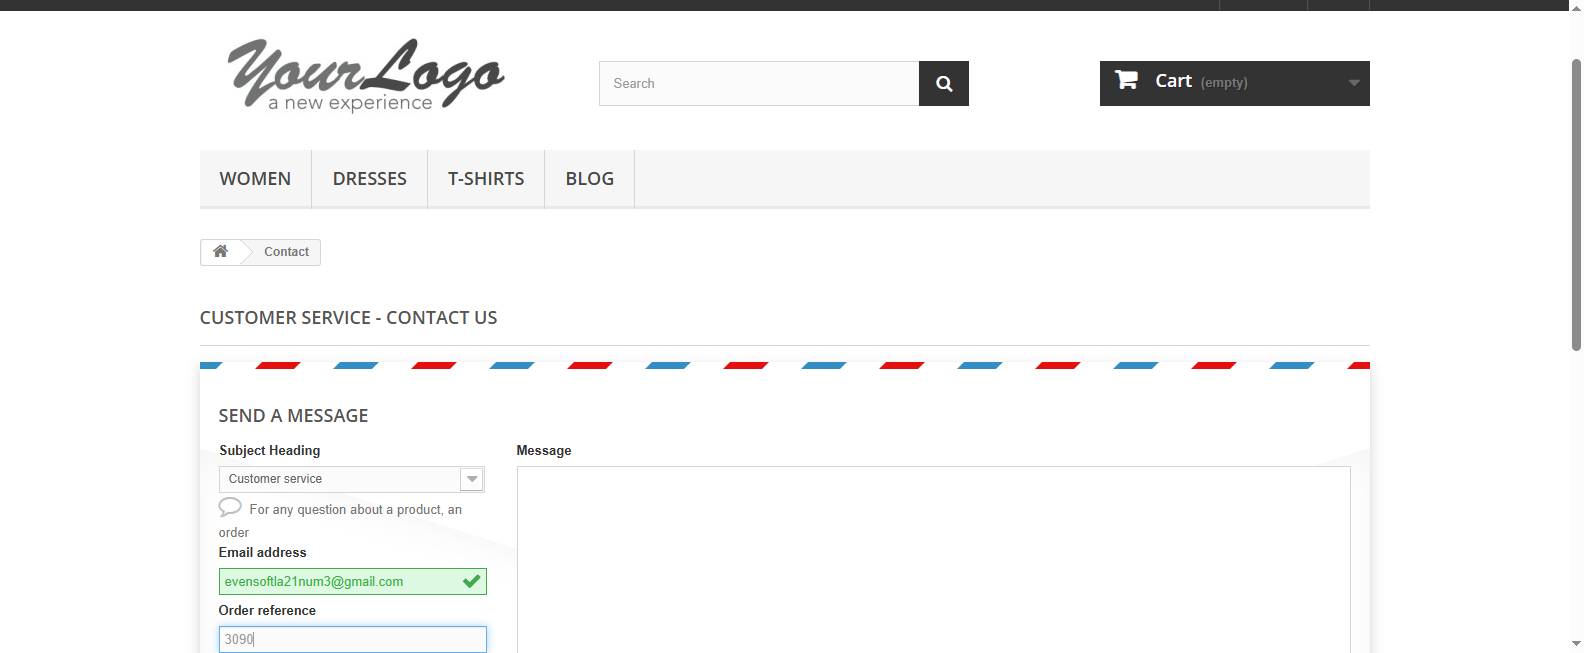 YourLogo
a new experience
Search
Cart (empty)
WOMEN
DRESSES
T-SHIRTS
BLOG
Contact
CUSTOMER SERVICE - CONTACT US
SEND A MESSAGE
Subject Heading
Customer service
For any question about a product, an
order
Email address
evensoftla21num3@gmail.com
Order reference
3090
Message